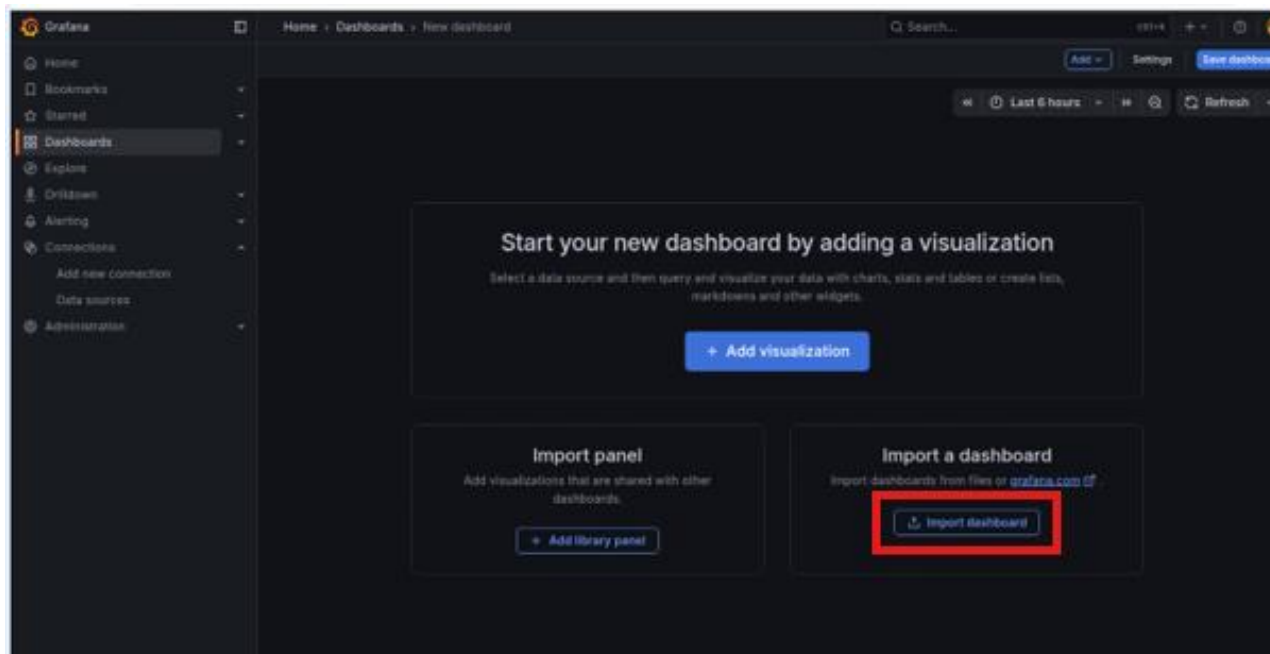 Grafana
Home › Dashboards › New dashboard
Search...
ctrl+k
Home
Add
Settings
Save dashboa
Bookmarks
Last 6 hours
Refresh
Starred
Dashboards
Explore
Drilldown
Alerting
Connections
Add new connection
Data sources
Administration
Start your new dashboard by adding a visualization
Select a data source and then query and visualize your data with charts, stats and tables or create lists,
markdowns and other widgets.
+ Add visualization
Import panel
Add visualizations that are shared with other
dashboards.
+ Add library panel
Import a dashboard
Import dashboards from files or grafana.com
Import dashboard